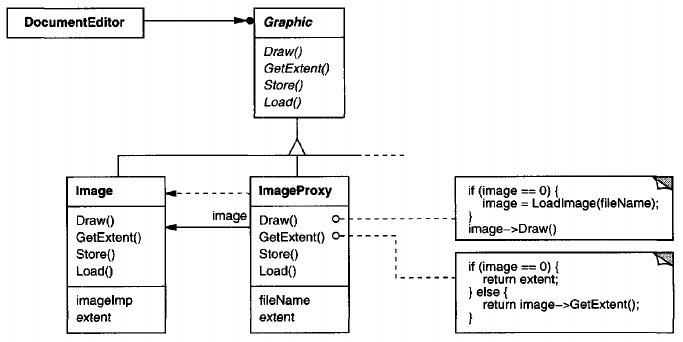 DocumentEditor
Graphic
Draw()
GetExtent()
Store()
Load()
Image
Draw()
GetExtent()
Store()
Load()
imageImp
extent
image
ImageProxy
Draw()
GetExtent()
Store()
Load()
fileName
extent
if (image == 0) {
image = LoadImage(fileName);
}
image->Draw()
if (image == 0) {
return extent;
} else {
return image->GetExtent();
}